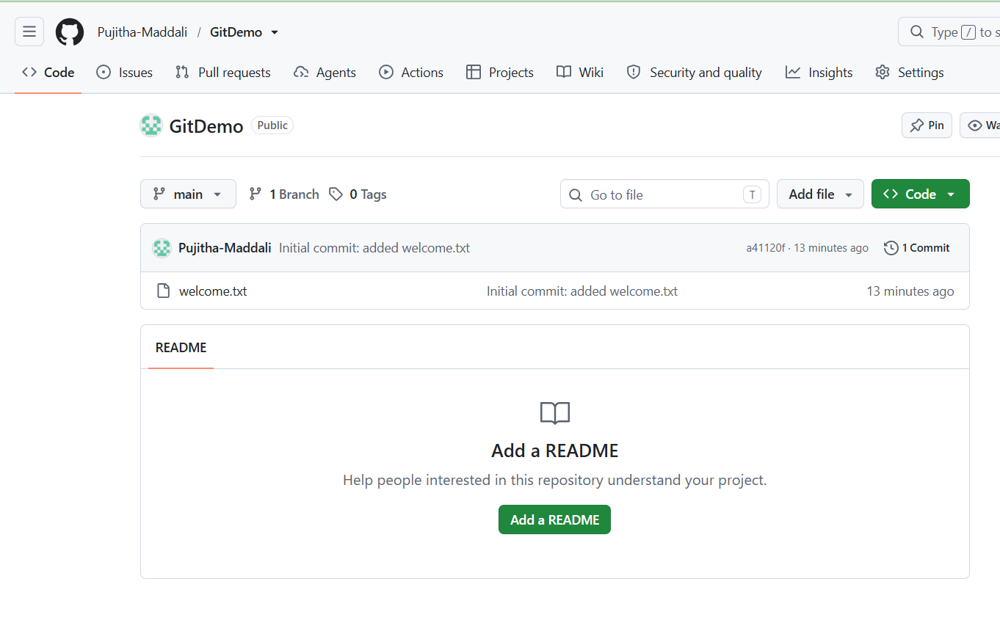 Pujitha-Maddali / GitDemo
Type / to s
Code Issues Pull requests Agents Actions Projects Wiki Security and quality Insights Settings
GitDemo Public
Pin Wa
main 1 Branch 0 Tags Go to file T Add file Code
Pujitha-Maddali Initial commit: added welcome.txt a41120f · 13 minutes ago 1 Commit
welcome.txt Initial commit: added welcome.txt 13 minutes ago
README
Add a README
Help people interested in this repository understand your project.
Add a README